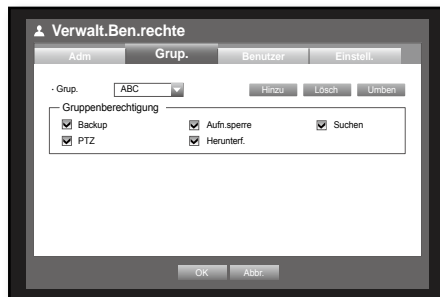 Verwalt.Ben.rechte
Adm Grup. Benutzer Einstell.
· Grup. ABC Hinzu Lösch Umben
Gruppenberechtigung
Backup Aufn.sperre Suchen
PTZ Herunterf.
OK Abbr.